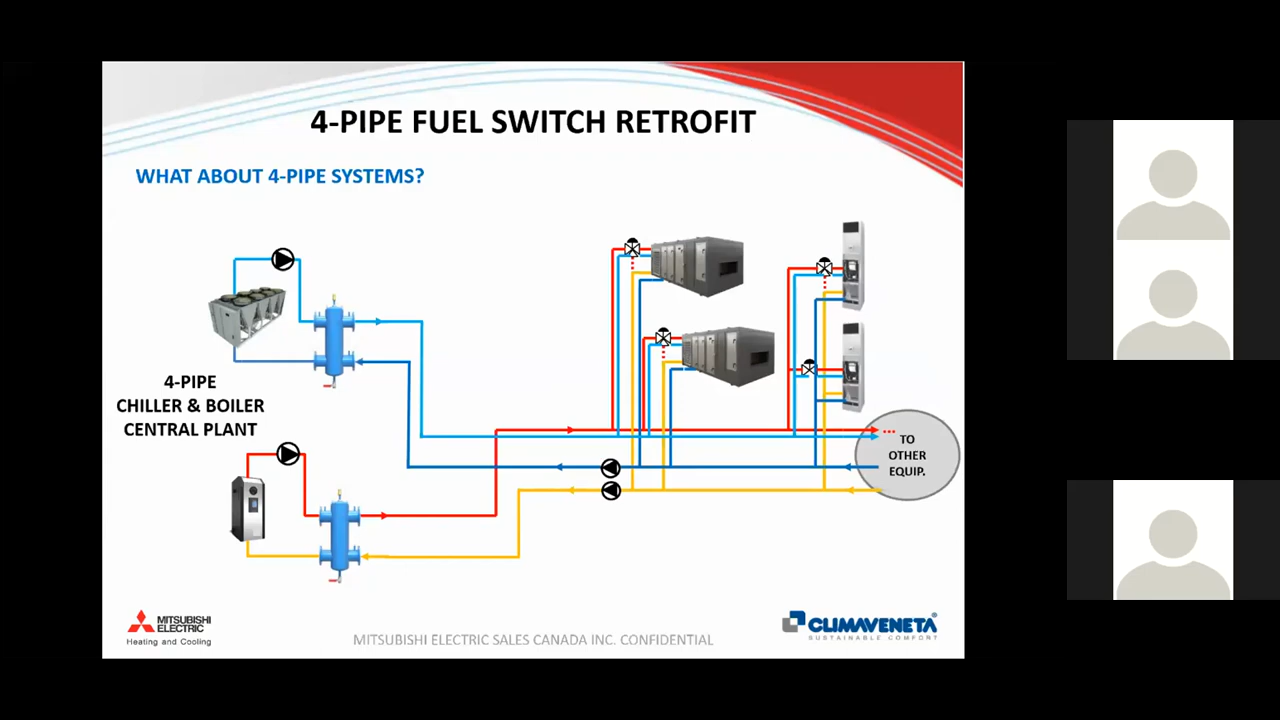 4-PIPE FUEL SWITCH RETROFIT
WHAT ABOUT 4-PIPE SYSTEMS?
4-PIPE
CHILLER & BOILER
CENTRAL PLANT
TO
OTHER
EQUIP.
MITSUBISHI
ELECTRIC
Heating and Cooling
MITSUBISHI ELECTRIC SALES CANADA INC. CONFIDENTIAL
CLIMAVENETA
SUSTAINABLE COMFORT